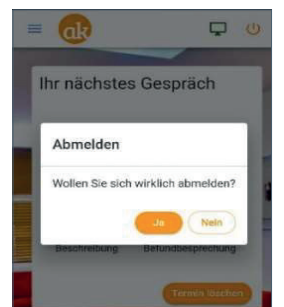 ak
Ihr nächstes Gespräch
Abmelden
Wollen Sie sich wirklich abmelden?
Ja Nein
Beschreibung Befundbesprechung
Termin löschen